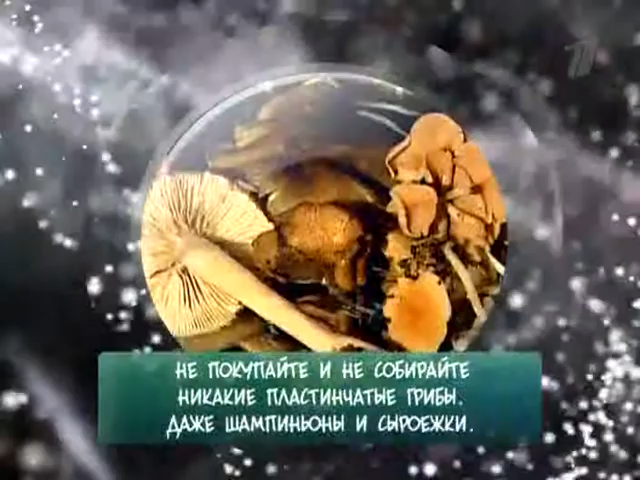 НЕ ПОКУПАЙТЕ И НЕ СОБИРАЙТЕ
НИКАКИЕ ПЛАСТИНЧАТЫЕ ГРИБЫ.
ДАЖЕ ШАМПИНЬОНЫ И СЫРОЕЖКИ.